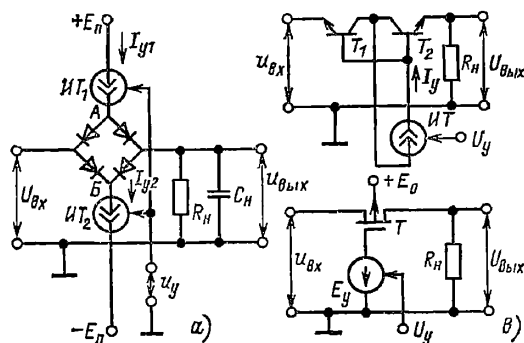 +Eп
Iу1
ИТ1
А
Б
Iу2
ИТ2
Uвх
Rн
Cн
Uвых
Uу
−Eп
а)
Uвх
T1
T2
Iу
Rн
Uвых
ИТ
Uу
+E0
Uвх
T
Eу
Rн
Uвых
Uу
в)